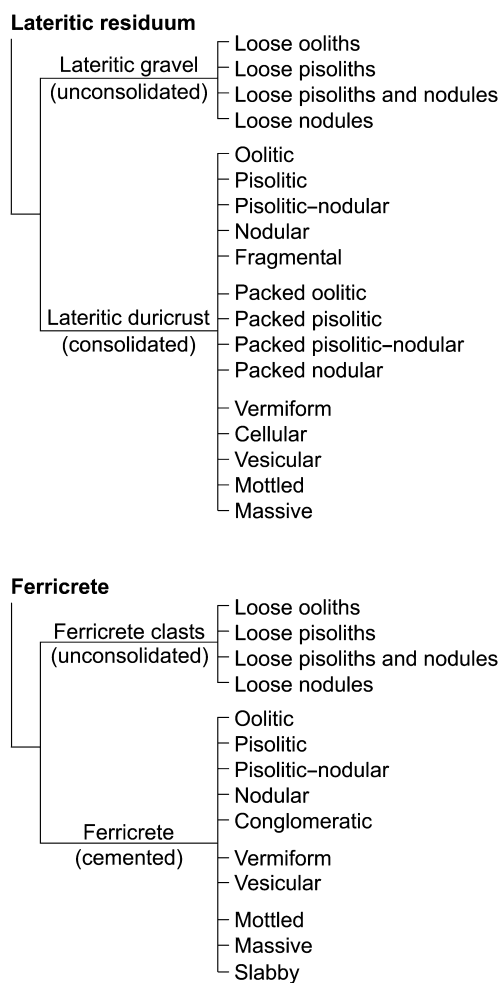 Lateritic residuum
Lateritic gravel
(unconsolidated)
Loose ooliths
Loose pisoliths
Loose pisoliths and nodules
Loose nodules
Lateritic duricrust
(consolidated)
Oolitic
Pisolitic
Pisolitic–nodular
Nodular
Fragmental
Packed oolitic
Packed pisolitic
Packed pisolitic–nodular
Packed nodular
Vermiform
Cellular
Vesicular
Mottled
Massive
Ferricrete
Ferricrete clasts
(unconsolidated)
Loose ooliths
Loose pisoliths
Loose pisoliths and nodules
Loose nodules
Ferricrete
(cemented)
Oolitic
Pisolitic
Pisolitic–nodular
Nodular
Conglomeratic
Vermiform
Vesicular
Mottled
Massive
Slabby